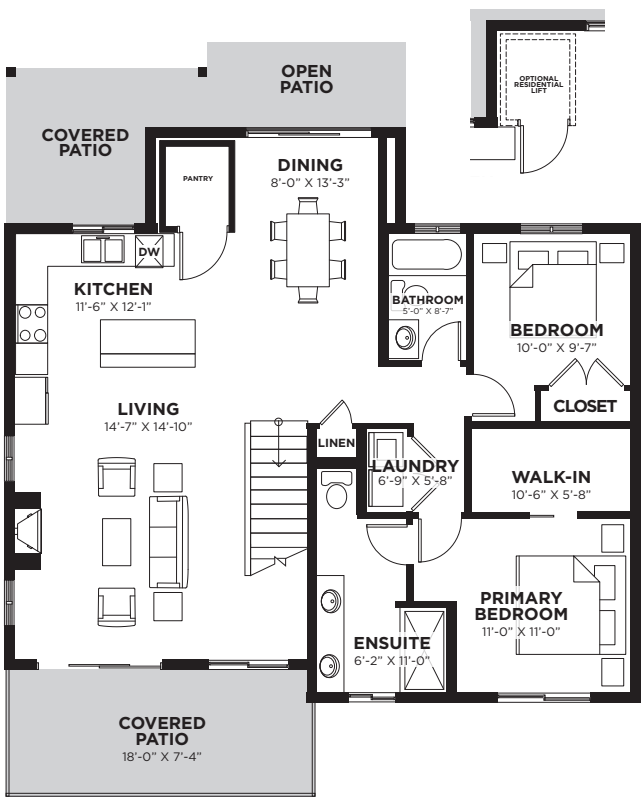 OPTIONAL
RESIDENTIAL
LIFT
OPEN
PATIO
COVERED
PATIO
DINING
8'-0" X 13'-3"
PANTRY
DW
KITCHEN
11'-6" X 12'-1"
BATHROOM
5'-0" X 8'-7"
BEDROOM
10'-0" X 9'-7"
CLOSET
LIVING
14'-7" X 14'-10"
LINEN
LAUNDRY
6'-9" X 5'-8"
WALK-IN
10'-6" X 5'-8"
PRIMARY
BEDROOM
11'-0" X 11'-0"
ENSUITE
6'-2" X 11'-0"
COVERED
PATIO
18'-0" X 7'-4"